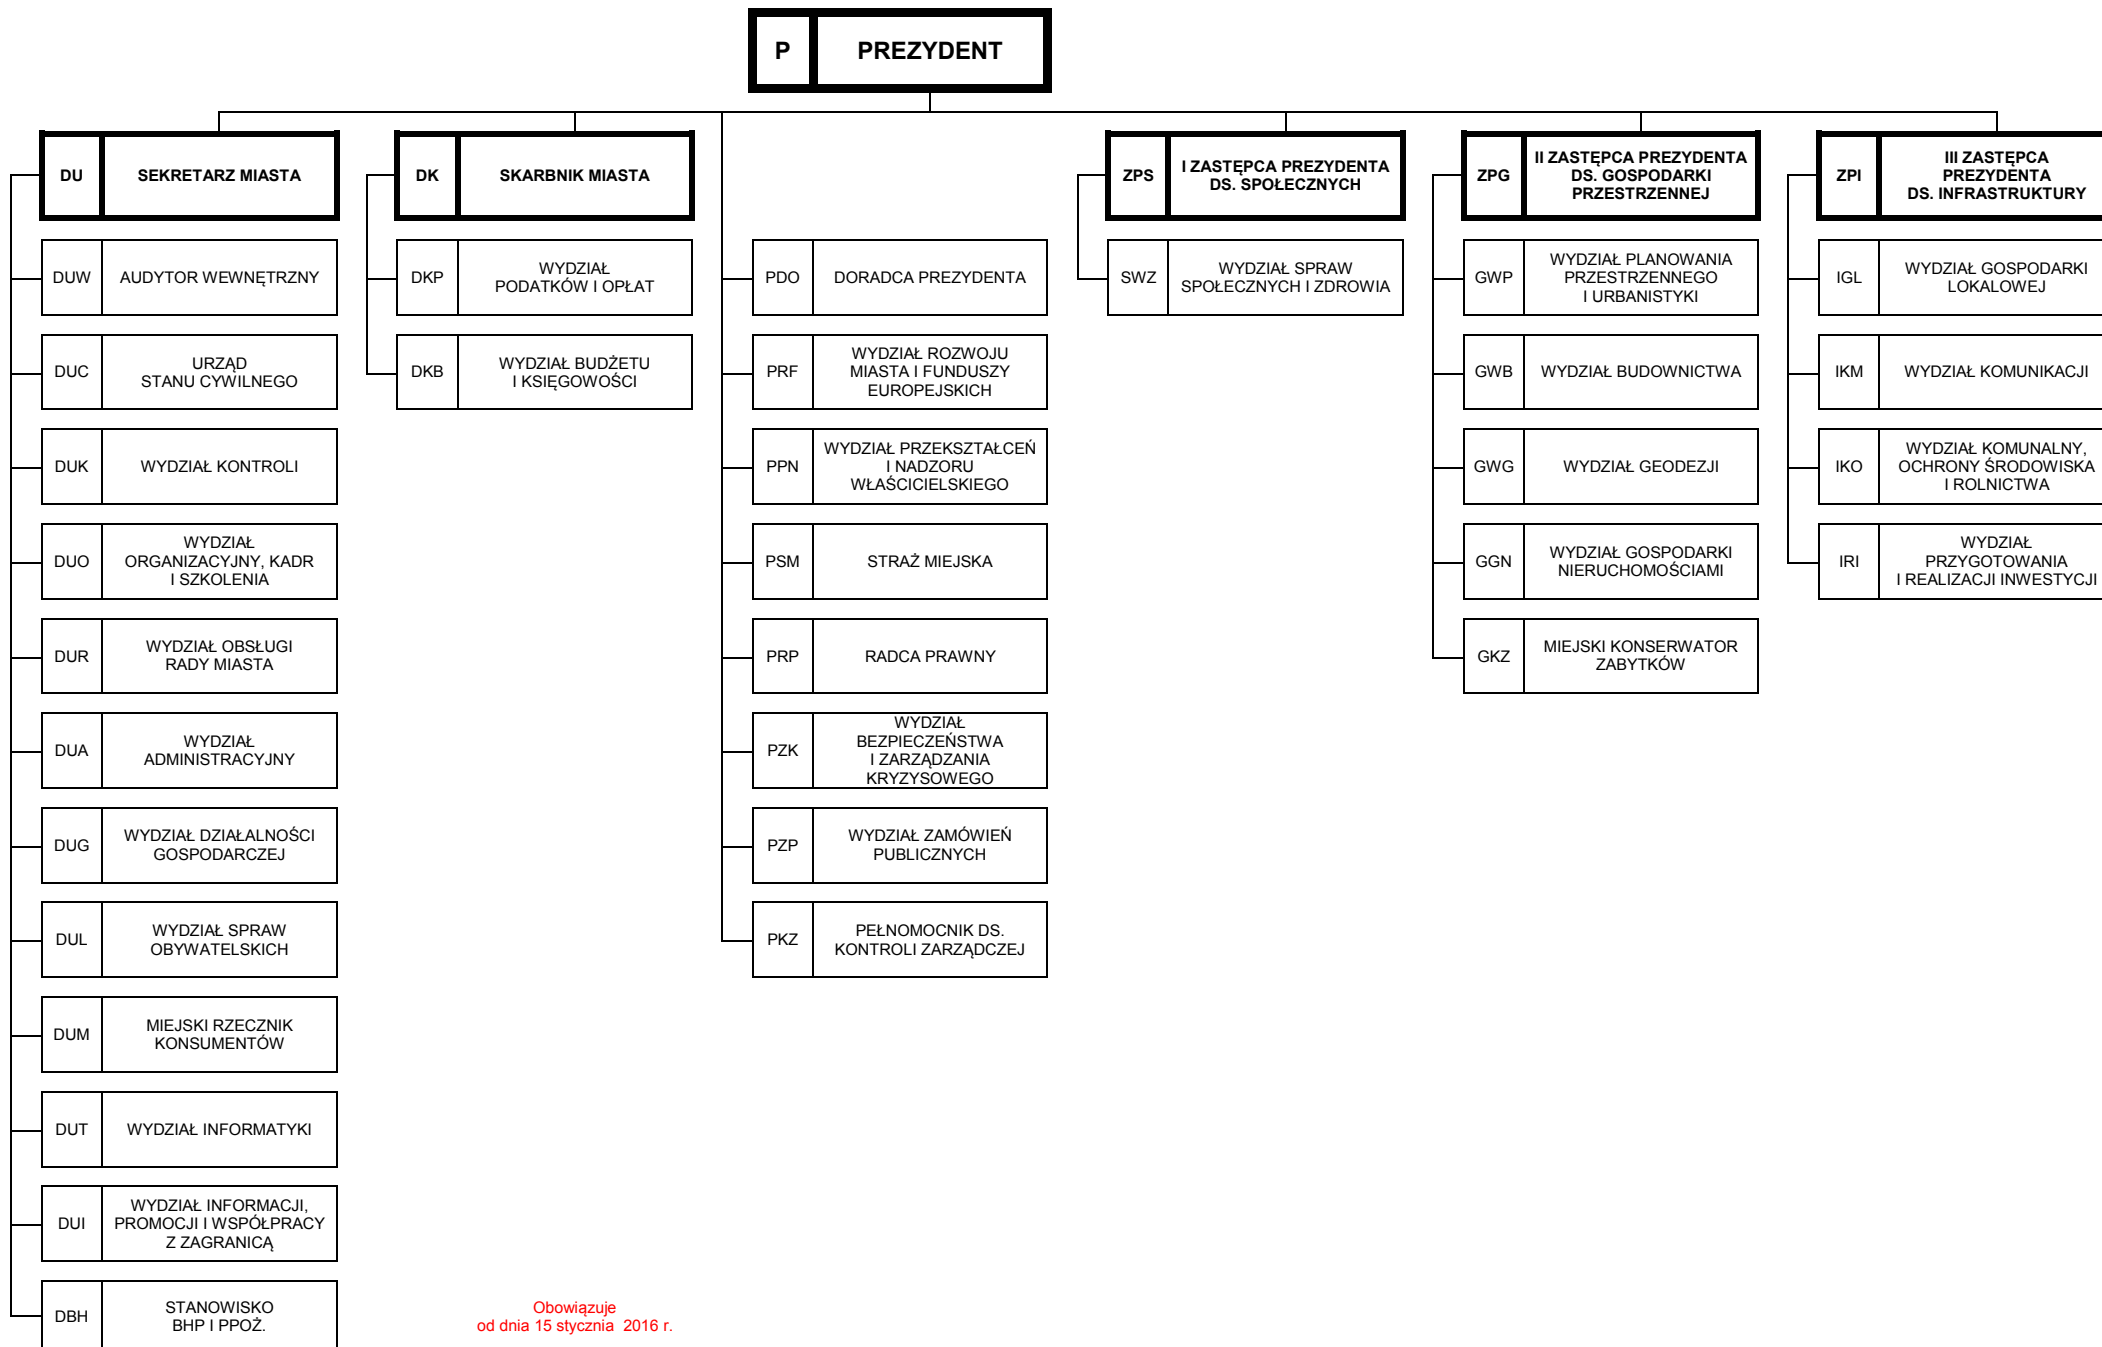 P
PREZYDENT
DU
SEKRETARZ MIASTA
DUW
AUDYTOR WEWNĘTRZNY
DUC
URZĄD
STANU CYWILNEGO
DUK
WYDZIAŁ KONTROLI
DUO
WYDZIAŁ
ORGANIZACYJNY, KADR
I SZKOLENIA
DUR
WYDZIAŁ OBSŁUGI
RADY MIASTA
DUA
WYDZIAŁ
ADMINISTRACYJNY
DUG
WYDZIAŁ DZIAŁALNOŚCI
GOSPODARCZEJ
DUL
WYDZIAŁ SPRAW
OBYWATELSKICH
DUM
MIEJSKI RZECZNIK
KONSUMENTÓW
DUT
WYDZIAŁ INFORMATYKI
DUI
WYDZIAŁ INFORMACJI,
PROMOCJI I WSPÓŁPRACY
Z ZAGRANICĄ
DBH
STANOWISKO
BHP I PPOŻ.
DK
SKARBNIK MIASTA
DKP
WYDZIAŁ
PODATKÓW I OPŁAT
DKB
WYDZIAŁ BUDŻETU
I KSIĘGOWOŚCI
PDO
DORADCA PREZYDENTA
PRF
WYDZIAŁ ROZWOJU
MIASTA I FUNDUSZY
EUROPEJSKICH
PPN
WYDZIAŁ PRZEKSZTAŁCEŃ
I NADZORU
WŁAŚCICIELSKIEGO
PSM
STRAŻ MIEJSKA
PRP
RADCA PRAWNY
PZK
WYDZIAŁ
BEZPIECZEŃSTWA
I ZARZĄDZANIA
KRYZYSOWEGO
PZP
WYDZIAŁ ZAMÓWIEŃ
PUBLICZNYCH
PKZ
PEŁNOMOCNIK DS.
KONTROLI ZARZĄDCZEJ
ZPS
I ZASTĘPCA PREZYDENTA
DS. SPOŁECZNYCH
SWZ
WYDZIAŁ SPRAW
SPOŁECZNYCH I ZDROWIA
ZPG
II ZASTĘPCA PREZYDENTA
DS. GOSPODARKI
PRZESTRZENNEJ
GWP
WYDZIAŁ PLANOWANIA
PRZESTRZENNEGO
I URBANISTYKI
GWB
WYDZIAŁ BUDOWNICTWA
GWG
WYDZIAŁ GEODEZJI
GGN
WYDZIAŁ GOSPODARKI
NIERUCHOMOŚCIAMI
GKZ
MIEJSKI KONSERWATOR
ZABYTKÓW
ZPI
III ZASTĘPCA
PREZYDENTA
DS. INFRASTRUKTURY
IGL
WYDZIAŁ GOSPODARKI
LOKALOWEJ
IKM
WYDZIAŁ KOMUNIKACJI
IKO
WYDZIAŁ KOMUNALNY,
OCHRONY ŚRODOWISKA
I ROLNICTWA
IRI
WYDZIAŁ
PRZYGOTOWANIA
I REALIZACJI INWESTYCJI
Obowiązuje
od dnia 15 stycznia 2016 r.